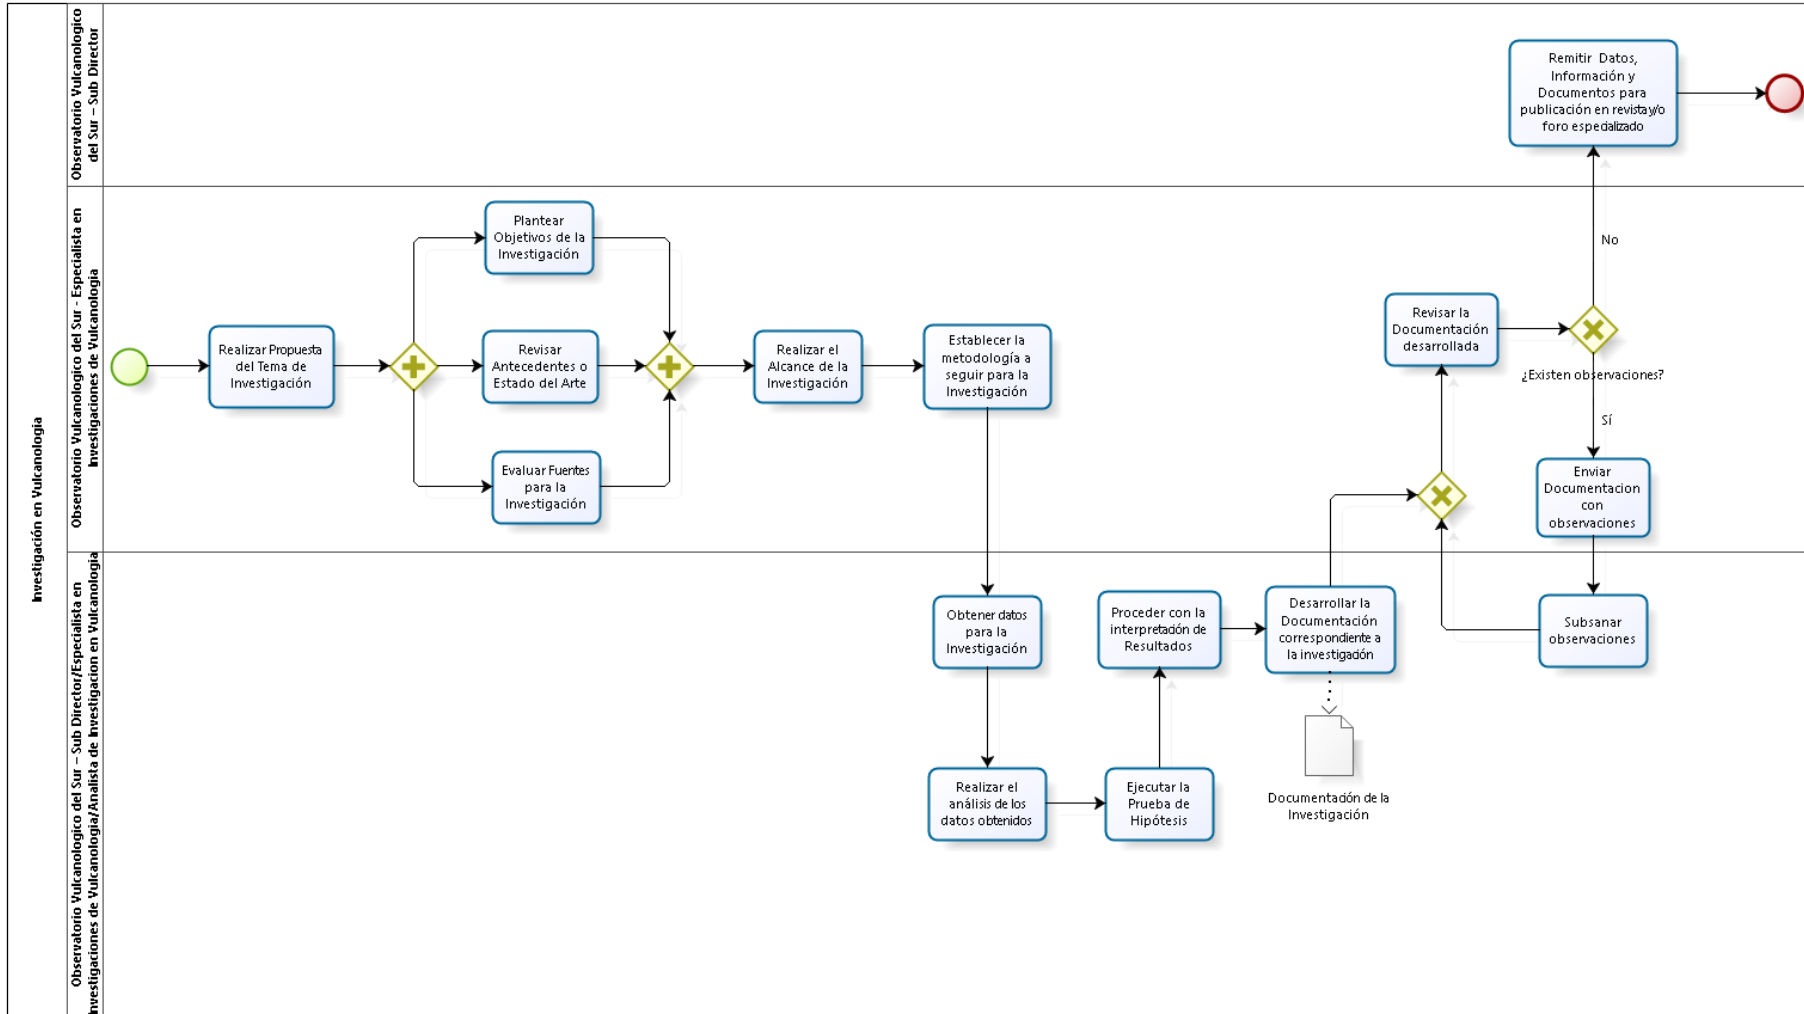 Investigación en Vulcanologia
Observatorio Vulcanologico
del Sur – Sub Director
Observatorio Vulcanologico del Sur - Especialista en
Investigaciones de Vulcanologia
Observatorio Vulcanologico del Sur – Sub Director/Especialista en
Investigaciones de Vulcanologia/Analista de Investigacion en Vulcanologia
Remitir Datos,
Información y
Documentos para
publicación en revista y/o
foro especializado
No
Plantear
Objetivos de la
Investigación
Realizar Propuesta
del Tema de
Investigación
Revisar
Antecedentes o
Estado del Arte
Evaluar Fuentes
para la
Investigación
Realizar el
Alcance de la
Investigación
Establecer la
metodología a
seguir para la
Investigación
Revisar la
Documentación
desarrollada
¿Existen observaciones?
Sí
Enviar
Documentacion
con
observaciones
Obtener datos
para la
Investigación
Proceder con la
interpretación de
Resultados
Desarrollar la
Documentación
correspondiente a
la investigación
Subsanar
observaciones
Realizar el
análisis de los
datos obtenidos
Ejecutar la
Prueba de
Hipótesis
Documentación de la
Investigación